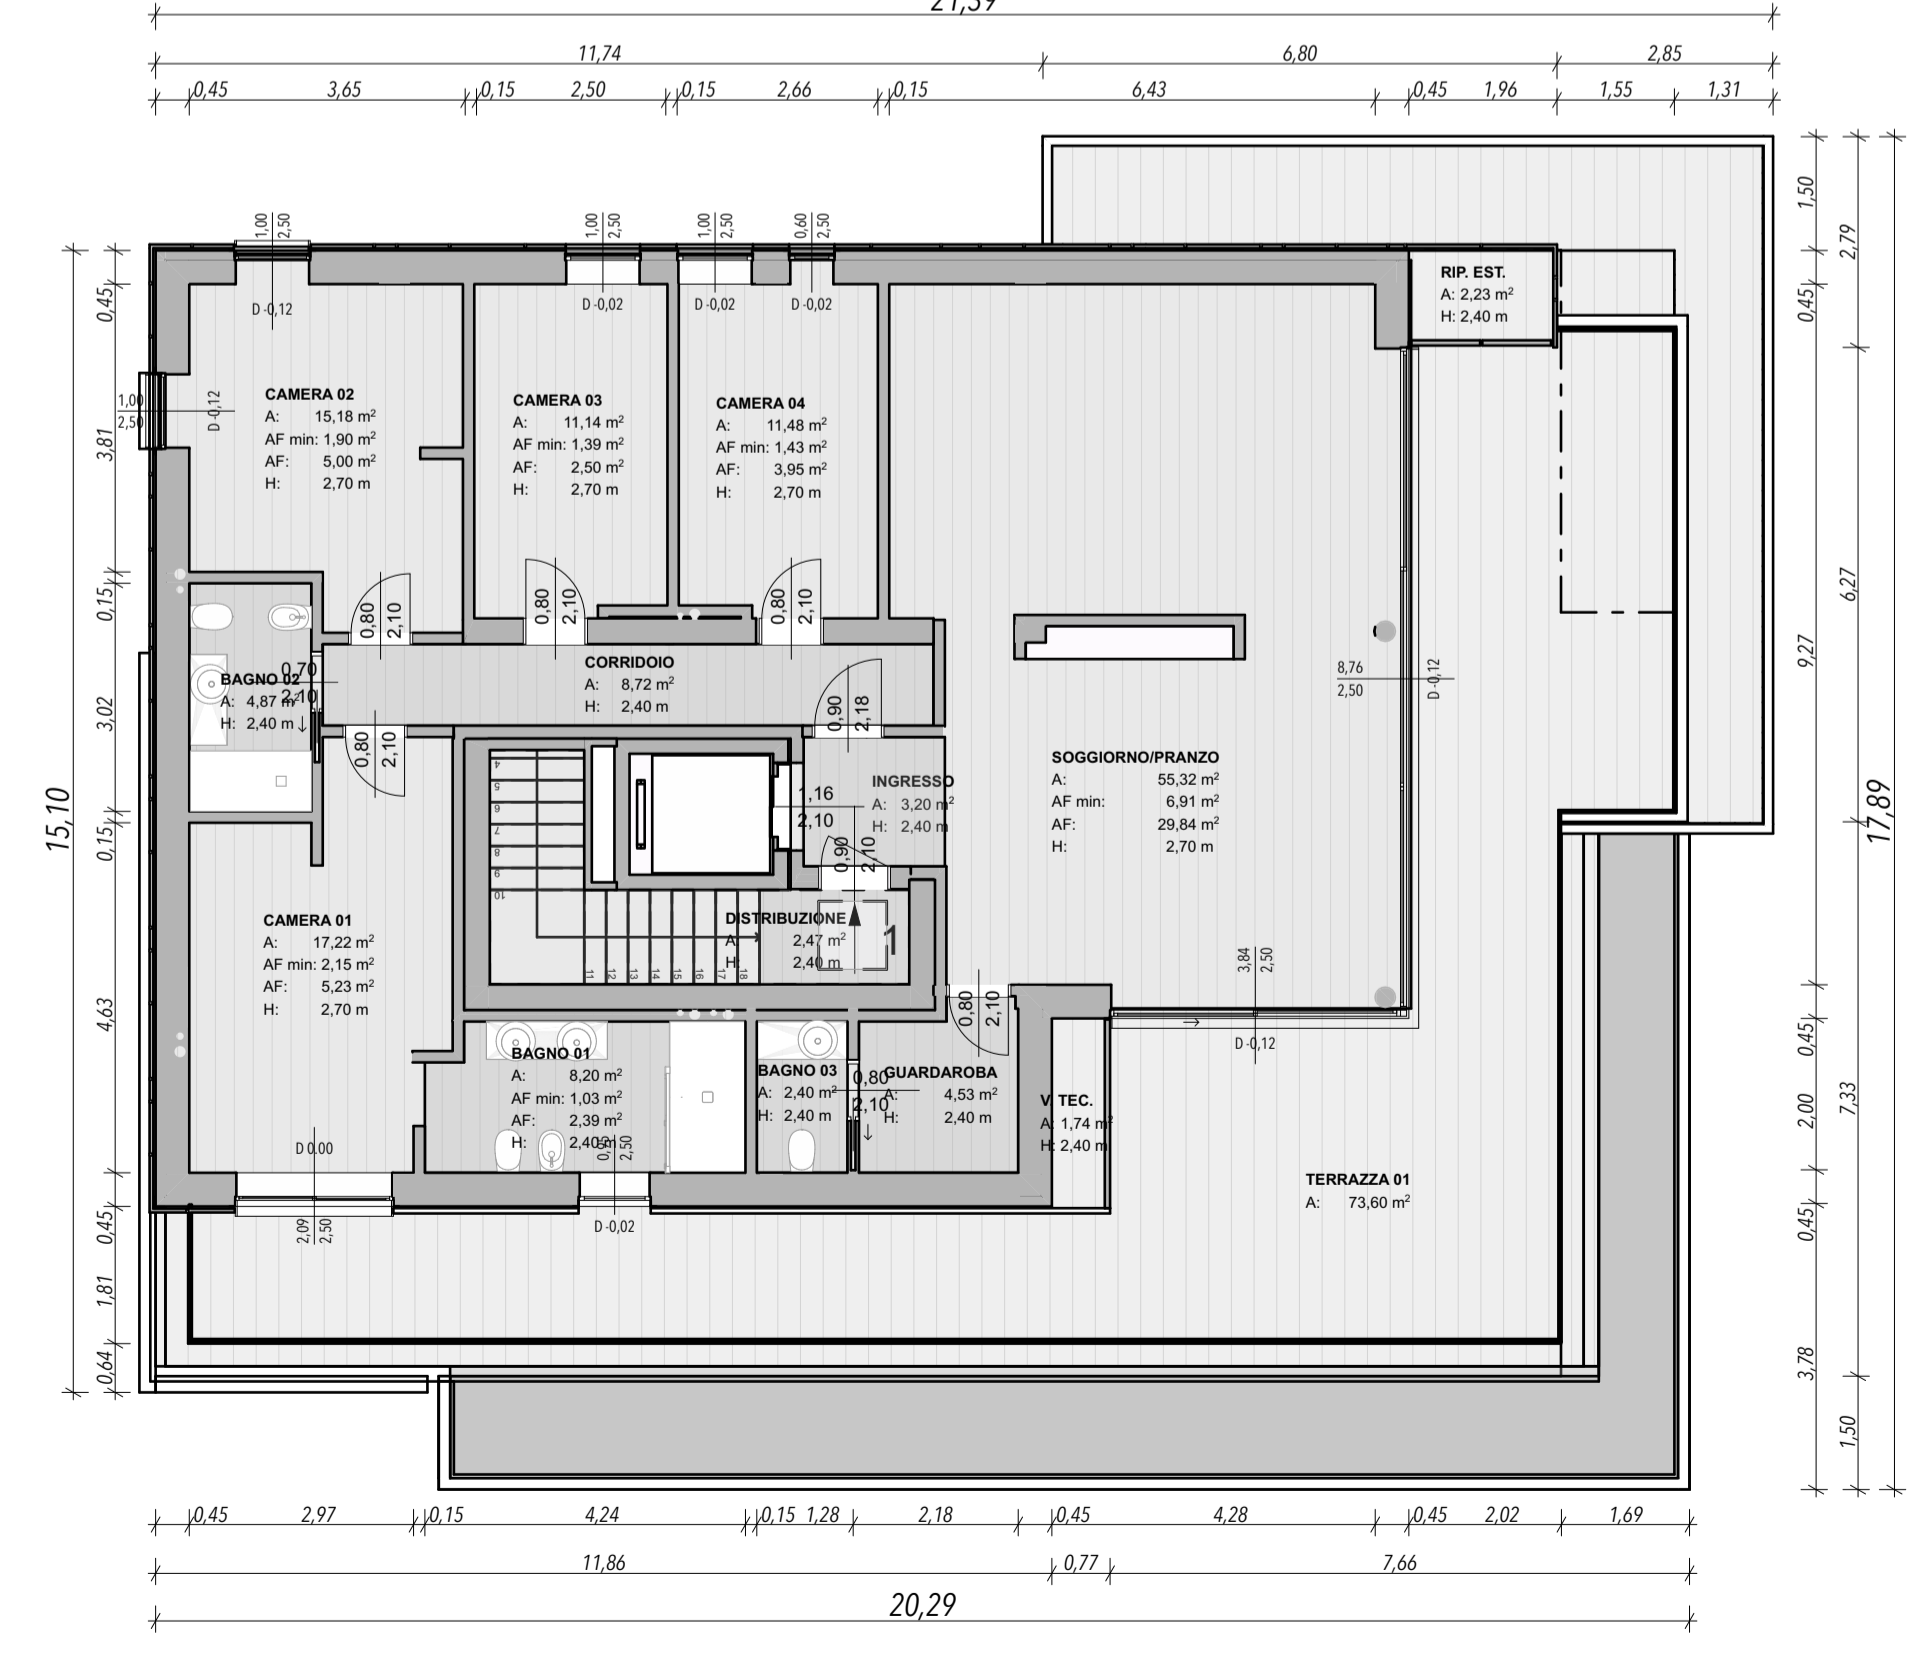 11,74 6,80 2,85
0,45 3,65 0,15 2,50 0,15 2,66 0,15 6,43 0,45 1,96 1,55 1,31
1,00 2,50
1,00 2,50
1,00 2,50
0,60 2,50
D -0,12
D -0,02
D -0,02
D -0,02
RIP. EST.
A: 2,23 m²
H: 2,40 m
1,00
2,50
D -0,12
CAMERA 02
A: 15,18 m²
AF min: 1,90 m²
AF: 5,00 m²
H: 2,70 m
CAMERA 03
A: 11,14 m²
AF min: 1,39 m²
AF: 2,50 m²
H: 2,70 m
CAMERA 04
A: 11,48 m²
AF min: 1,43 m²
AF: 3,95 m²
H: 2,70 m
0,80 2,10
0,80 2,10
0,80 2,10
BAGNO 02
A: 4,87 m²
H: 2,40 m
0,70
2,10
CORRIDOIO
A: 8,72 m²
H: 2,40 m
0,80 2,10
0,90 2,18
8,76
2,50
D -0,12
SOGGIORNO/PRANZO
A: 55,32 m²
AF min: 6,91 m²
AF: 29,84 m²
H: 2,70 m
INGRESSO
A: 3,20 m²
H: 2,40 m
1,16
2,10
0,90 2,10
4
5
6
7
8
9
10
11 12 13 14 15 16 17 18
DISTRIBUZIONE
A: 2,47 m²
H: 2,40 m
1
CAMERA 01
A: 17,22 m²
AF min: 2,15 m²
AF: 5,23 m²
H: 2,70 m
3,84 2,50
D -0,12
0,80 2,10
BAGNO 01
A: 8,20 m²
AF min: 1,03 m²
AF: 2,39 m²
H: 2,40 m
2,50
BAGNO 03
A: 2,40 m²
H: 2,40 m
0,80
2,10
GUARDAROBA
A: 4,53 m²
H: 2,40 m
V. TEC.
A: 1,74 m²
H: 2,40 m
D 0.00
2,09 2,50
D -0,02
TERRAZZA 01
A: 73,60 m²
15,10
0,45
3,81
0,15
3,02
0,15
4,63
0,45
1,81
0,64
1,50
0,45
9,27
0,45
2,00
0,45
3,78
2,79
6,27
7,33
1,50
17,89
0,45 2,97 0,15 4,24 0,15 1,28 2,18 0,45 4,28 0,45 2,02 1,69
11,86 0,77 7,66
20,29